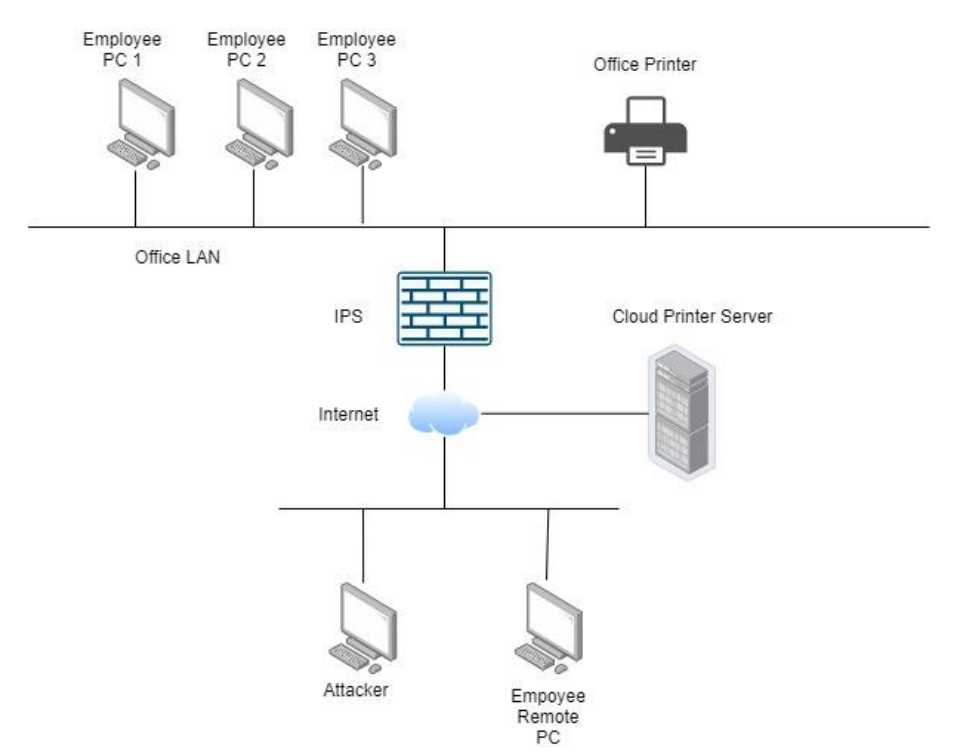 Employee
PC 1
Employee
PC 2
Employee
PC 3
Office Printer
Office LAN
IPS
Cloud Printer Server
Internet
Attacker
Empoyee
Remote
PC